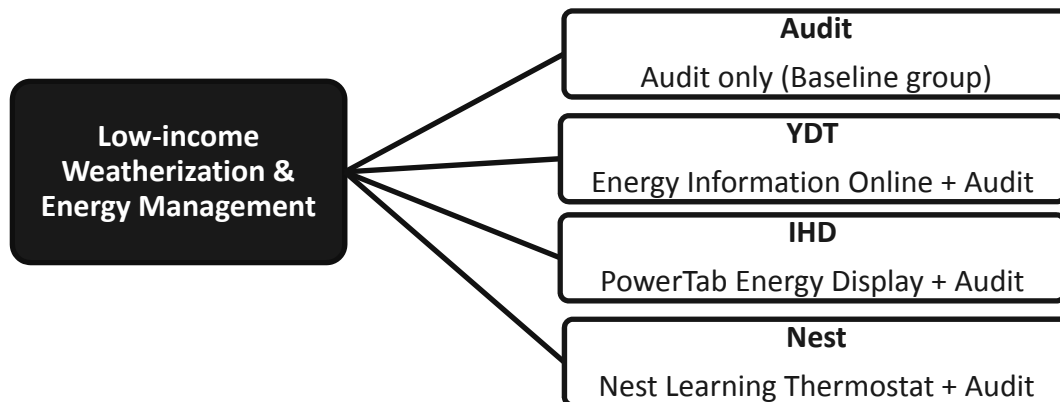 Low-income
Weatherization &
Energy Management
Audit
Audit only (Baseline group)
YDT
Energy Information Online + Audit
IHD
PowerTab Energy Display + Audit
Nest
Nest Learning Thermostat + Audit